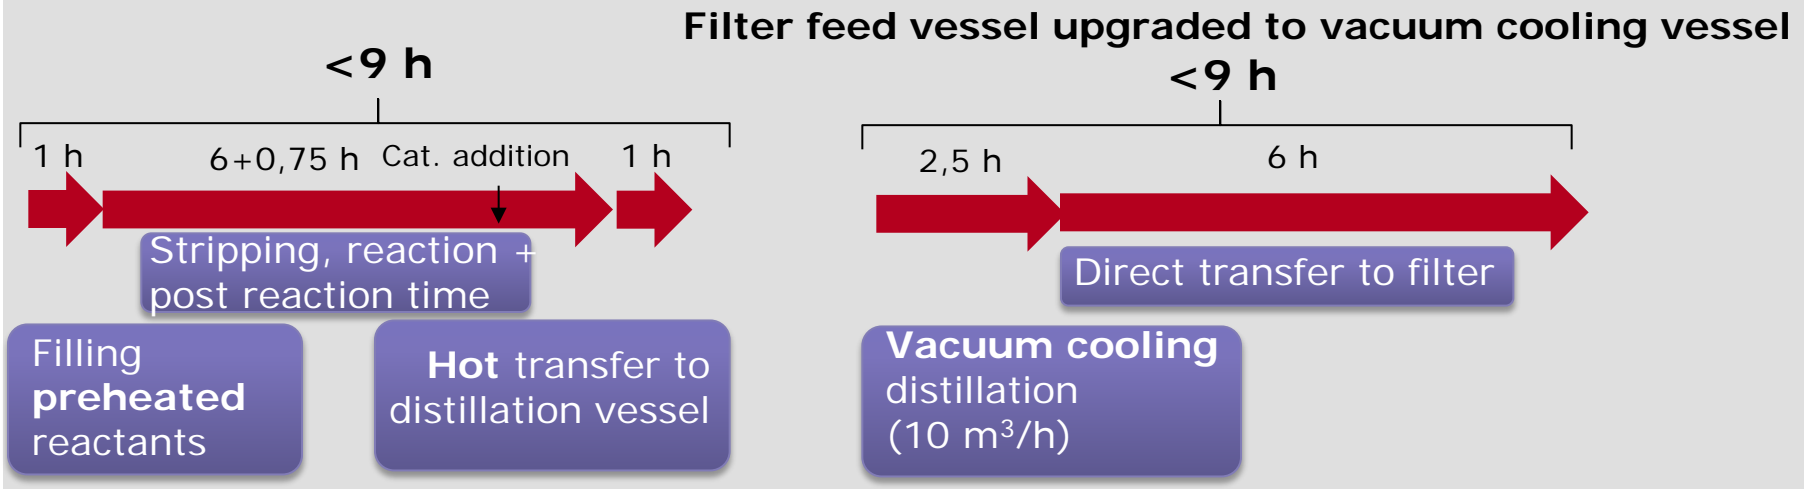 Filter feed vessel upgraded to vacuum cooling vessel
<9 h
<9 h
1 h
6+0,75 h
Cat. addition
1 h
2,5 h
6 h
Stripping, reaction +
post reaction time
Direct transfer to filter
Filling
preheated
reactants
Hot transfer to
distillation vessel
Vacuum cooling
distillation
(10 m³/h)